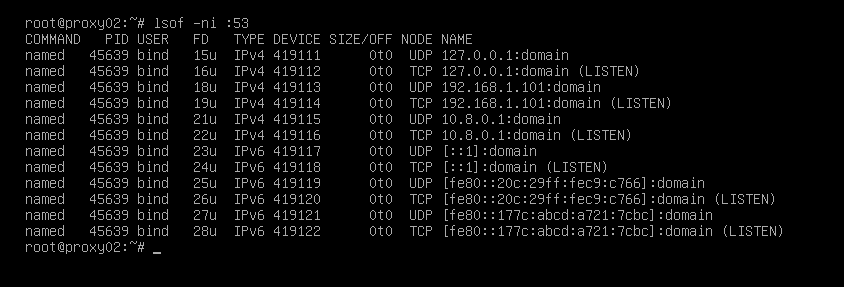 root@proxy02:~# lsof -ni :53
COMMAND   PID USER   FD   TYPE DEVICE SIZE/OFF NODE NAME
named   45639 bind   15u  IPv4 419111      0t0  UDP 127.0.0.1:domain
named   45639 bind   16u  IPv4 419112      0t0  TCP 127.0.0.1:domain (LISTEN)
named   45639 bind   18u  IPv4 419113      0t0  UDP 192.168.1.101:domain
named   45639 bind   19u  IPv4 419114      0t0  TCP 192.168.1.101:domain (LISTEN)
named   45639 bind   21u  IPv4 419115      0t0  UDP 10.8.0.1:domain
named   45639 bind   22u  IPv4 419116      0t0  TCP 10.8.0.1:domain (LISTEN)
named   45639 bind   23u  IPv6 419117      0t0  UDP [::1]:domain
named   45639 bind   24u  IPv6 419118      0t0  TCP [::1]:domain (LISTEN)
named   45639 bind   25u  IPv6 419119      0t0  UDP [fe80::20c:29ff:fec9:c766]:domain
named   45639 bind   26u  IPv6 419120      0t0  TCP [fe80::20c:29ff:fec9:c766]:domain (LISTEN)
named   45639 bind   27u  IPv6 419121      0t0  UDP [fe80::177c:abcd:a721:7cbc]:domain
named   45639 bind   28u  IPv6 419122      0t0  TCP [fe80::177c:abcd:a721:7cbc]:domain (LISTEN)
root@proxy02:~# _